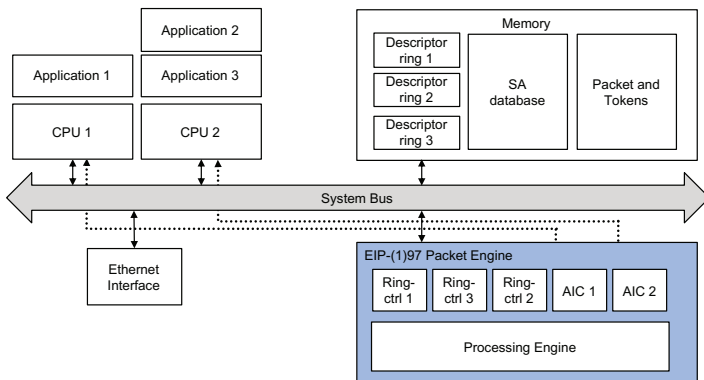 Application 2
Application 1
Application 3
CPU 1
CPU 2
Memory
Descriptor
ring 1
Descriptor
ring 2
Descriptor
ring 3
SA
database
Packet and
Tokens
System Bus
Ethernet
Interface
EIP-(1)97 Packet Engine
Ring-
ctrl 1
Ring-
ctrl 3
Ring-
ctrl 2
AIC 1
AIC 2
Processing Engine